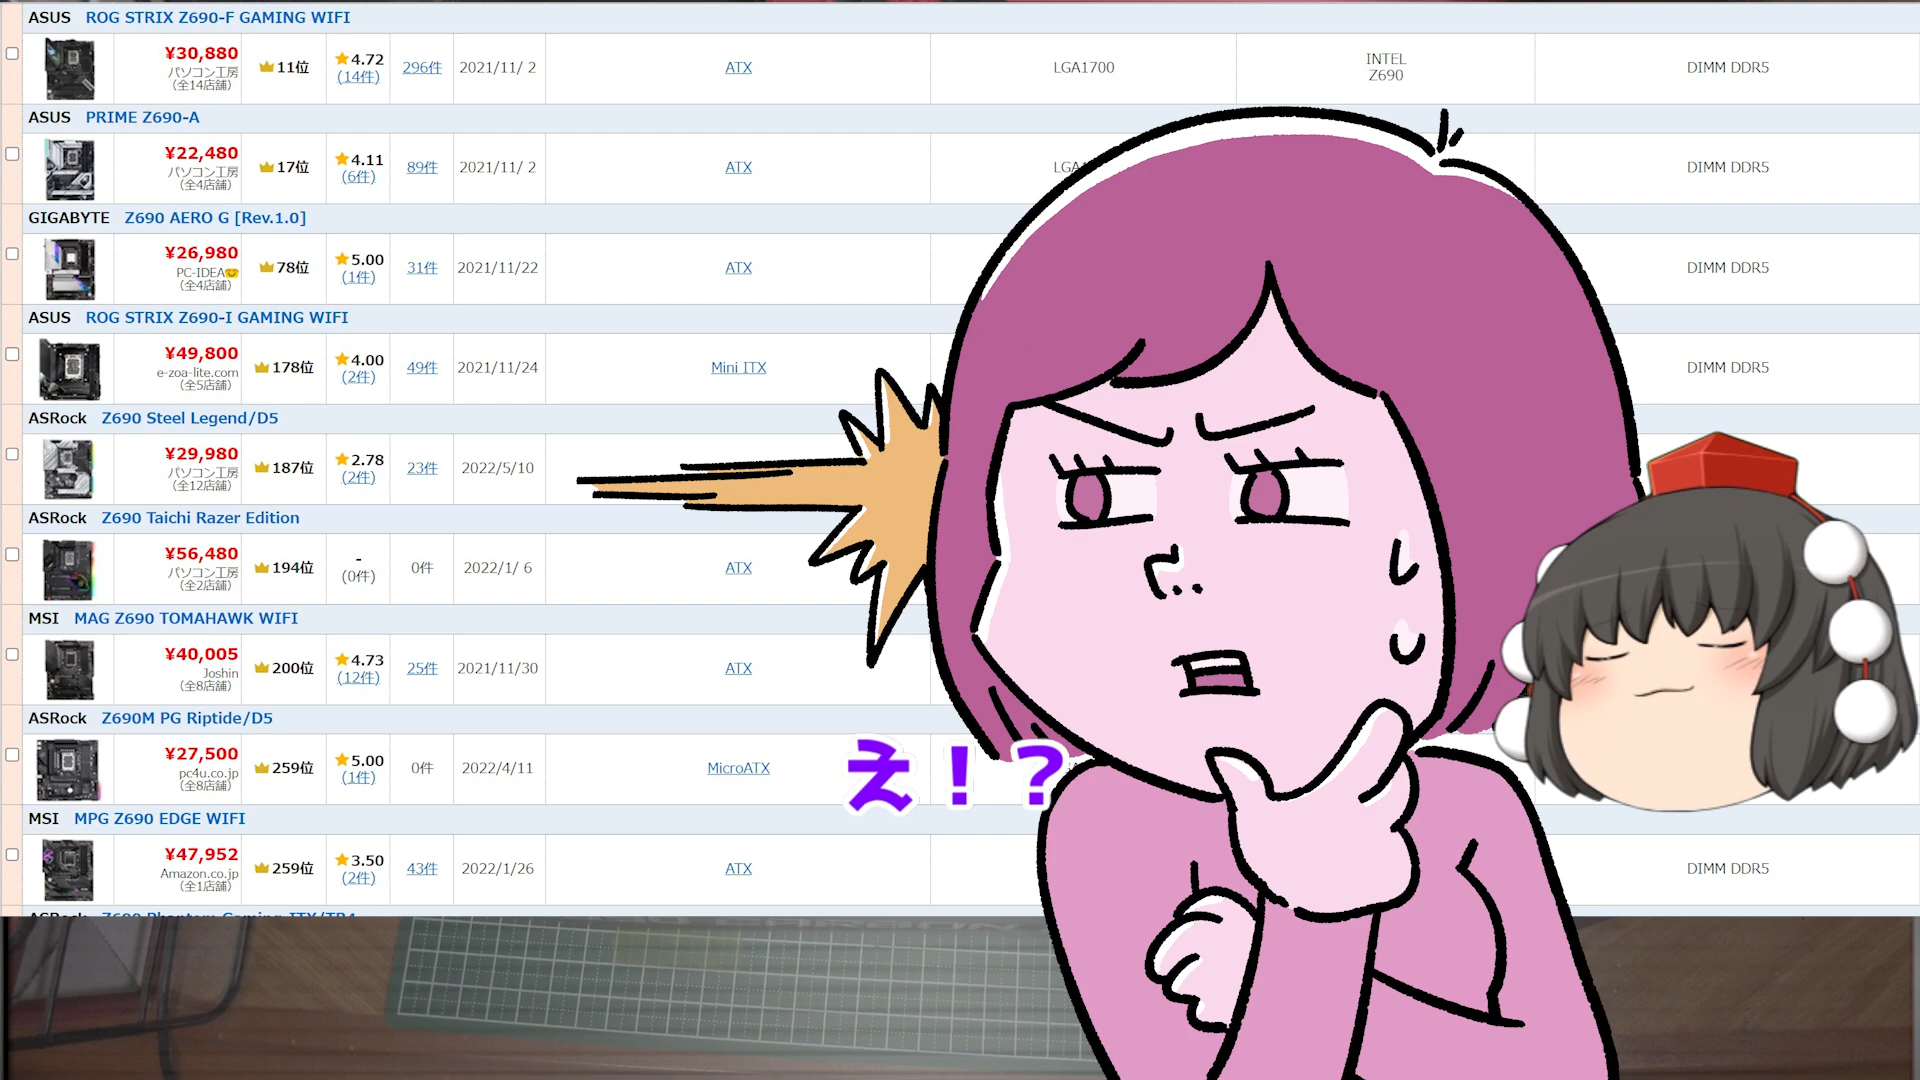 ASUS ROG STRIX Z690-F GAMING WIFI
¥30,880 11位 4.72 296件 2021/11/ 2 ATX LGA1700 INTEL DIMM DDR5
パソコン工房 (14件) Z690
(全14店舗)
ASUS PRIME Z690-A
¥22,480 17位 4.11 89件 2021/11/ 2 ATX DIMM DDR5
パソコン工房 (6件)
(全4店舗)
GIGABYTE Z690 AERO G [Rev.1.0]
¥26,980 78位 5.00 31件 2021/11/22 ATX DIMM DDR5
PC-IDEA (1件)
(全4店舗)
ASUS ROG STRIX Z690-I GAMING WIFI
¥49,800 178位 4.00 49件 2021/11/24 Mini ITX DIMM DDR5
e-zoa-lite.com (2件)
(全5店舗)
ASRock Z690 Steel Legend/D5
¥29,980 187位 2.78 23件 2022/5/10
パソコン工房 (2件)
(全12店舗)
ASRock Z690 Taichi Razer Edition
¥56,480 194位 - 0件 2022/1/ 6 ATX
パソコン工房 (0件)
(全2店舗)
MSI MAG Z690 TOMAHAWK WIFI
¥40,005 200位 4.73 25件 2021/11/30 ATX
Joshin (12件)
(全8店舗)
ASRock Z690M PG Riptide/D5
¥27,500 259位 5.00 0件 2022/4/11 MicroATX
pc4u.co.jp (1件)
(全8店舗)
え！？
MSI MPG Z690 EDGE WIFI
¥47,952 259位 3.50 43件 2022/1/26 ATX DIMM DDR5
Amazon.co.jp (2件)
(全1店舗)